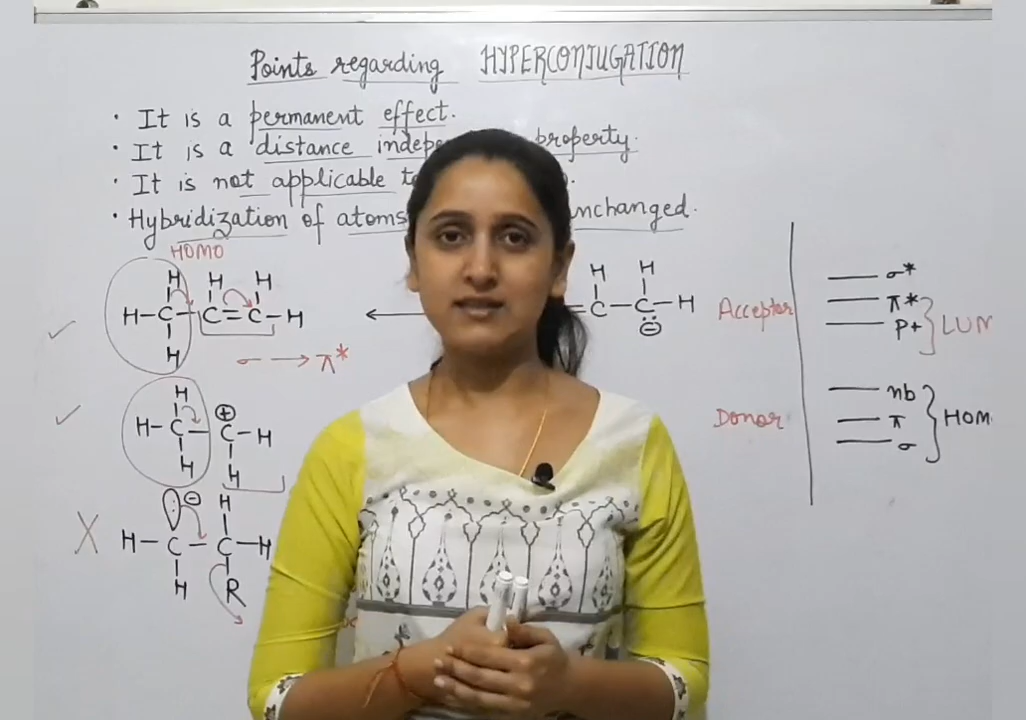 Points regarding HYPERCONJUGATION
· It is a permanent effect.
· It is a distance property.
· It is not applicable
· Hybridization of atoms unchanged.
HOMO
H H H H H
H-C-C=C-H C-C-H
H ⊖
σ → π*
Acceptor
σ*
π*
P+
LUM
H ⊕
H-C-C-H
H H
Donor
nb
π
σ
HOM
⊖ H
H-C-C-H
H R